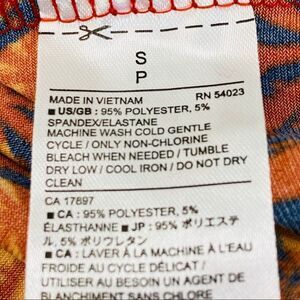 S
P
MADE IN VIETNAM RN 54023
■ US/GB : 95% POLYESTER, 5%
SPANDEX/ELASTANE
MACHINE WASH COLD GENTLE
CYCLE / ONLY NON-CHLORINE
BLEACH WHEN NEEDED / TUMBLE
DRY LOW / COOL IRON / DO NOT DRY
CLEAN
CA 17897
■ CA : 95% POLYESTER, 5%
ÉLASTHANNE ■ JP : 95% ポリエステ
ル, 5% ポリウレタン
■ CA : LAVER À LA MACHINE À L'EAU
FROIDE AU CYCLE DÉLICAT /
UTILISER AU BESOIN UN AGENT DE
BLANCHIMENT SANS CHLORE